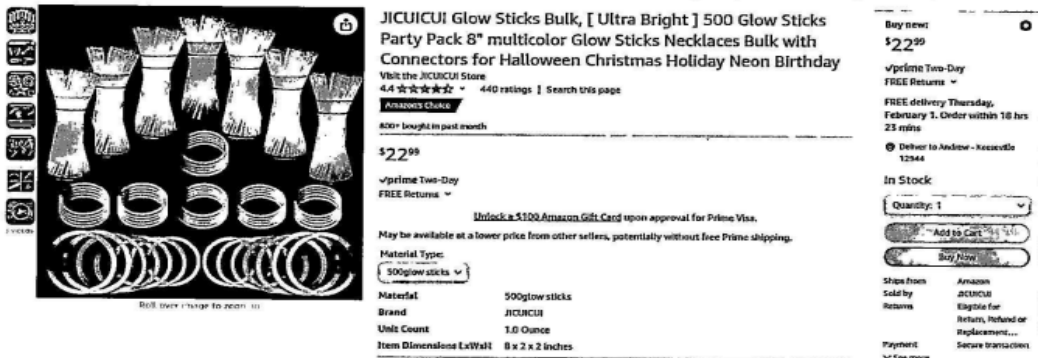 JICUICUI Glow Sticks Bulk, [ Ultra Bright ] 500 Glow Sticks
Party Pack 8" multicolor Glow Sticks Necklaces Bulk with
Connectors for Halloween Christmas Holiday Neon Birthday
Visit the JICUICUI Store
4.4 440 ratings | Search this page
Amazon's Choice
800+ bought in past month
$22⁹⁹
✓prime Two-Day
FREE Returns
Unlock a $100 Amazon Gift Card upon approval for Prime Visa.
May be available at a lower price from other sellers, potentially without free Prime shipping.
Material Type:
500glow sticks
Material 500glow sticks
Brand JICUICUI
Unit Count 1.0 Ounce
Item Dimensions LxWxH 8 x 2 x 2 inches
Roll over image to zoom in
Buy new:
$22⁹⁹
✓prime Two-Day
FREE Returns
FREE delivery Thursday,
February 1. Order within 18 hrs
23 mins
Deliver to Andrew - Keeseville
12944
In Stock
Quantity: 1
Add to Cart
Buy Now
Ships from Amazon
Sold by JICUICUI
Returns Eligible for
Return, Refund or
Replacement...
Payment Secure transaction
See more